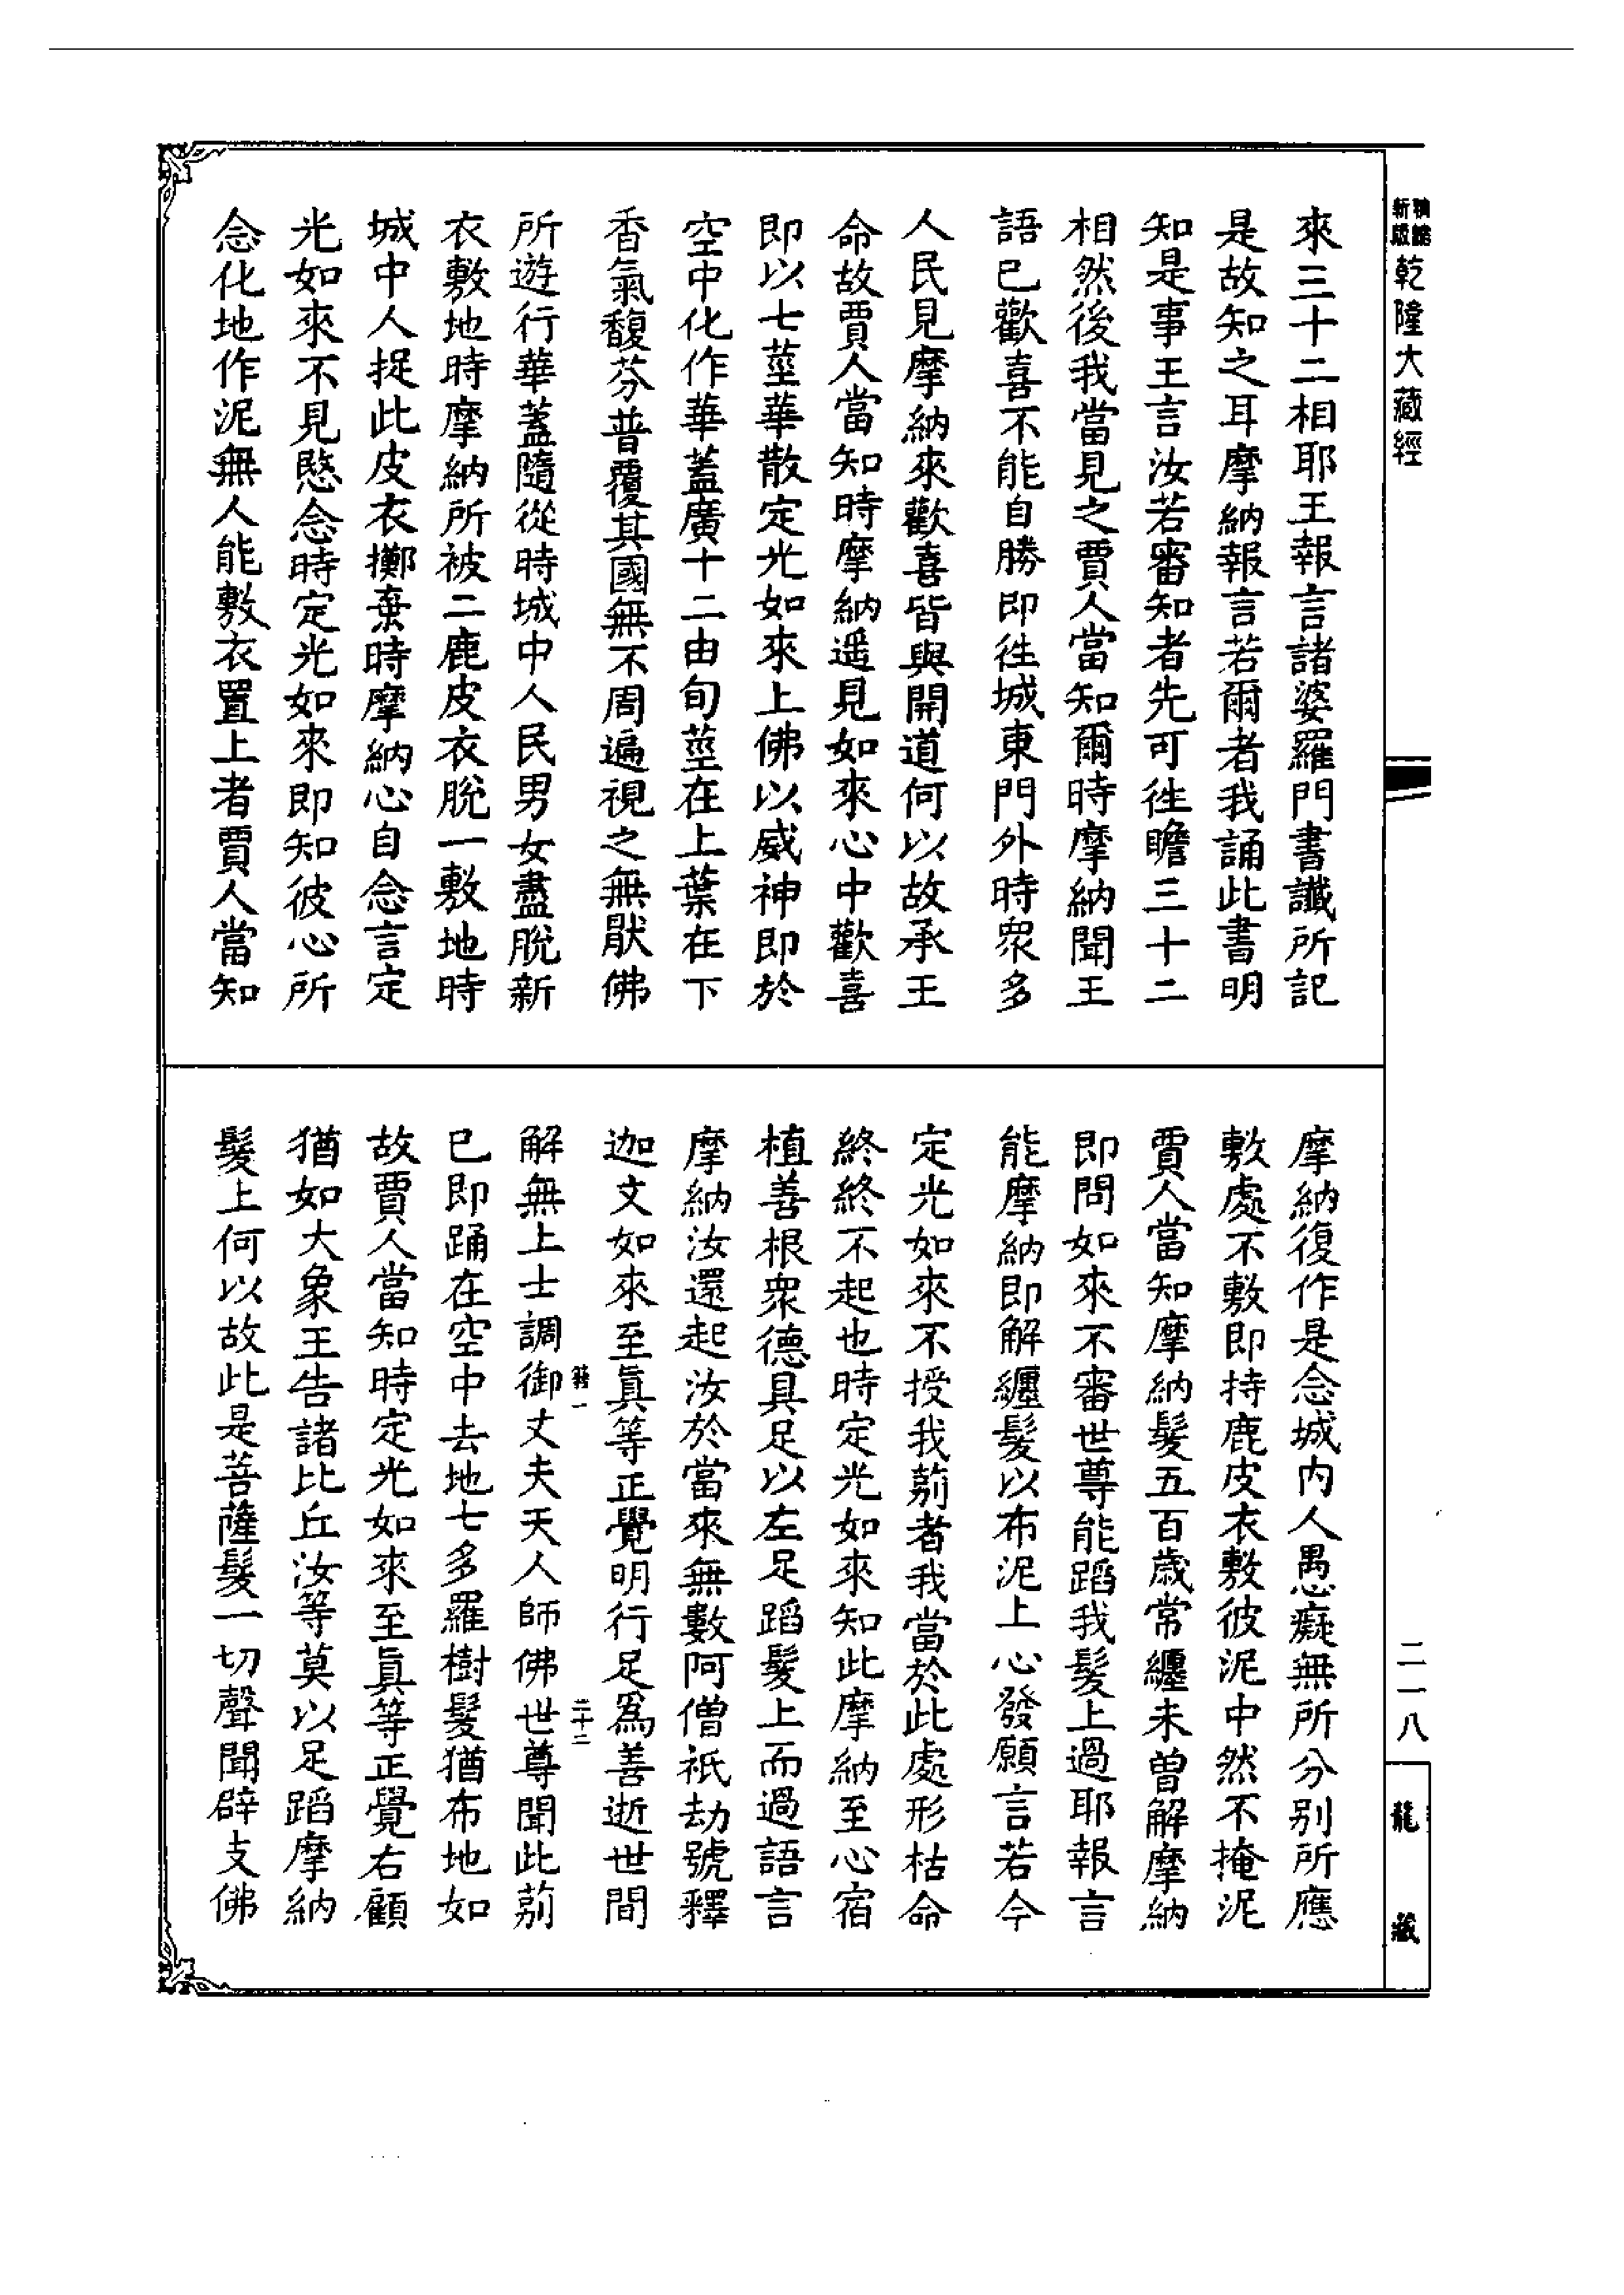 乾隆大藏經
來三十二相耶王報言諸婆羅門書讖所記
是故知之耳摩納報言若爾者我誦此書明
知是事王言汝若審知者先可徃瞻三十二
相然後我當見之賈人當知爾時摩納聞王
語已歡喜不能自勝即徃城東門外時衆多
人民見摩納來歡喜皆與開道何以故承王
命故賈人當知時摩納遥見如來心中歡喜
即以七莖華散定光如來上佛以威神即於
空中化作華蓋廣十二由旬莖在上葉在下
香氣馥芬普覆其國無不周遍視之無猒佛
所遊行華蓋隨從時城中人民男女盡脫新
衣敷地時摩納所被二鹿皮衣脫一敷地時
城中人捉此皮衣擲棄時摩納心自念言定
光如來不見愍念時定光如來即知彼心所
念化地作泥無人能敷衣置上者賈人當知
摩納復作是念城内人愚癡無所分别所應
敷處不敷即持鹿皮衣敷彼泥中然不掩泥
賈人當知摩納髮五百歲常纒未曾解摩納
即問如來不審世尊能蹈我髮上過耶報言
能摩納即解纒髮以布泥上心發願言若今
定光如來不授我莂者我當於此處形枯命
終終不起也時定光如來知此摩納至心宿
植善根衆德具足以左足蹈髮上而過語言
摩納汝還起汝於當來無數阿僧祇劫號釋
迦文如來至眞等正覺明行足爲善逝世間
解無上士調御丈夫天人師佛世尊聞此莂
已即踊在空中去地七多羅樹髮猶布地如
故賈人當知時定光如來至眞等正覺右顧
猶如大象王告諸比丘汝等莫以足蹈摩納
髮上何以故此是菩薩髮一切聲聞辟支佛
二一八
龍藏